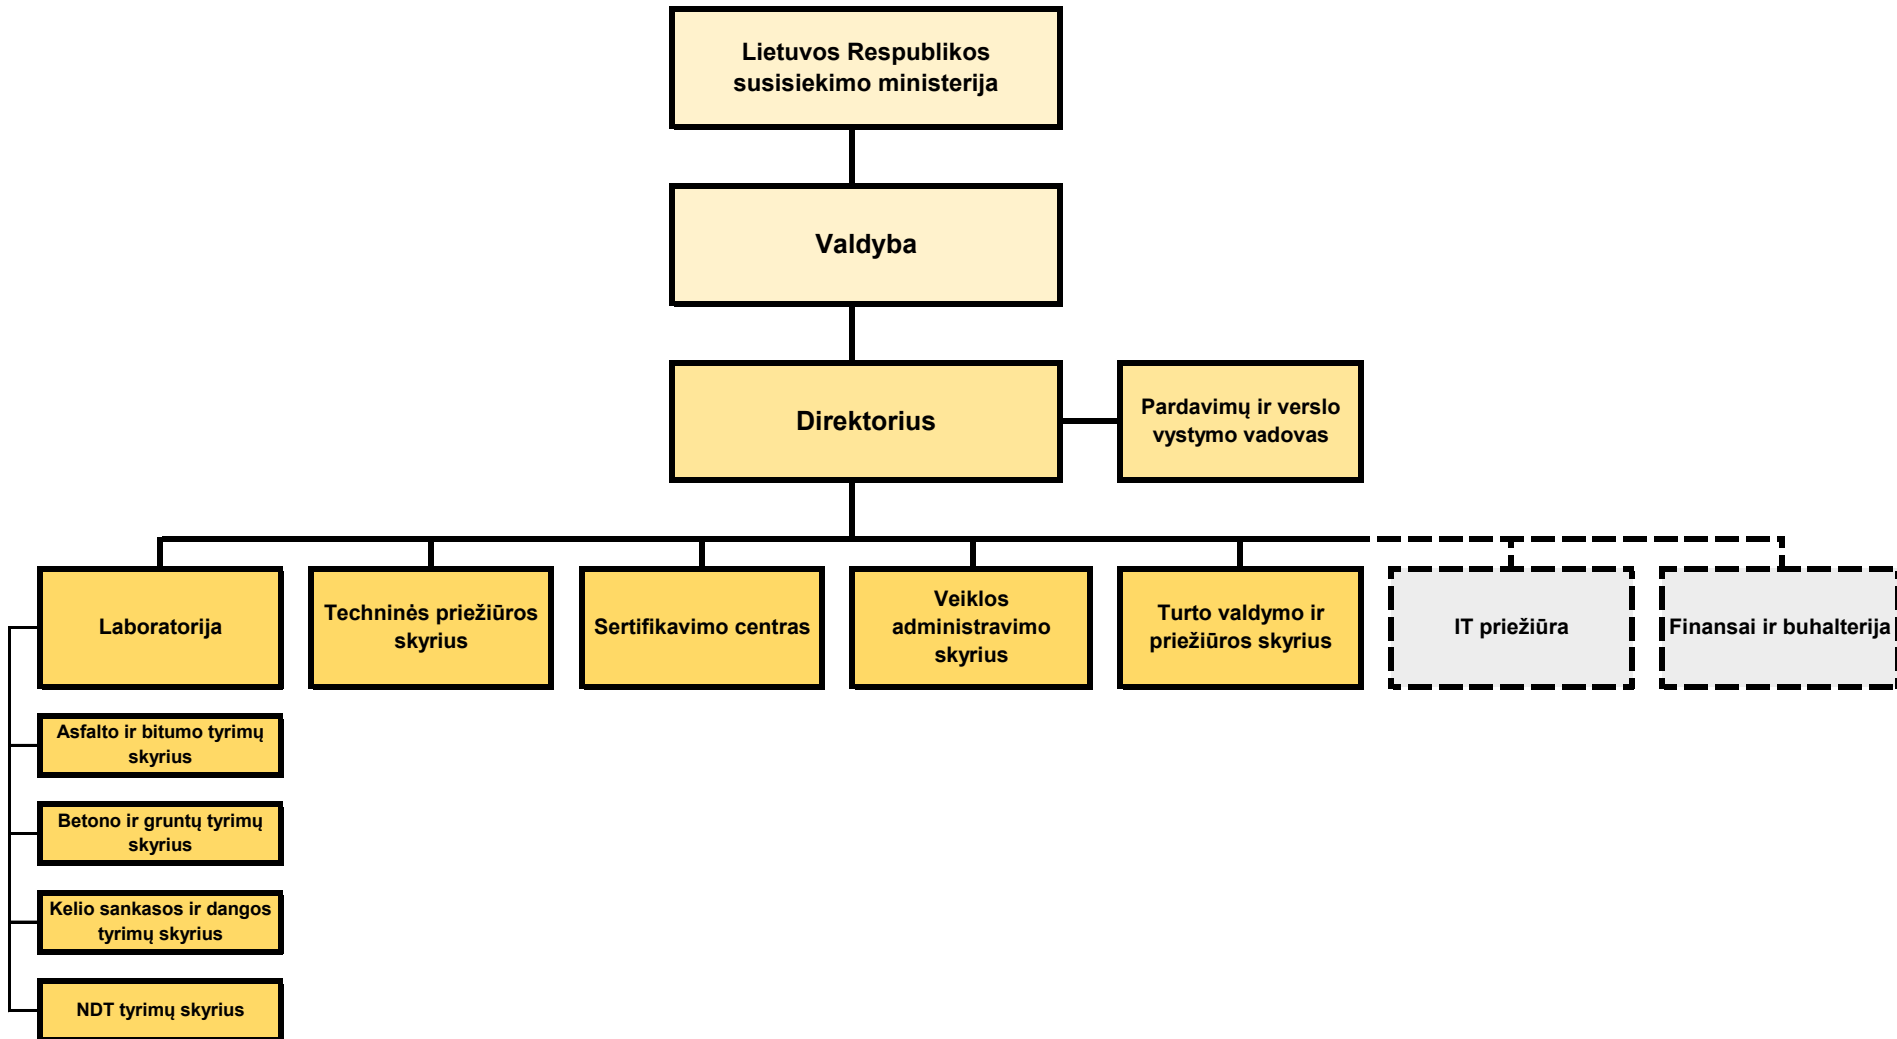 Lietuvos Respublikos
susisiekimo ministerija
Valdyba
Direktorius
Pardavimų ir verslo
vystymo vadovas
Laboratorija
Techninės priežiūros
skyrius
Sertifikavimo centras
Veiklos
administravimo
skyrius
Turto valdymo ir
priežiūros skyrius
IT priežiūra
Finansai ir buhalterija
Asfalto ir bitumo tyrimų
skyrius
Betono ir gruntų tyrimų
skyrius
Kelio sankasos ir dangos
tyrimų skyrius
NDT tyrimų skyrius